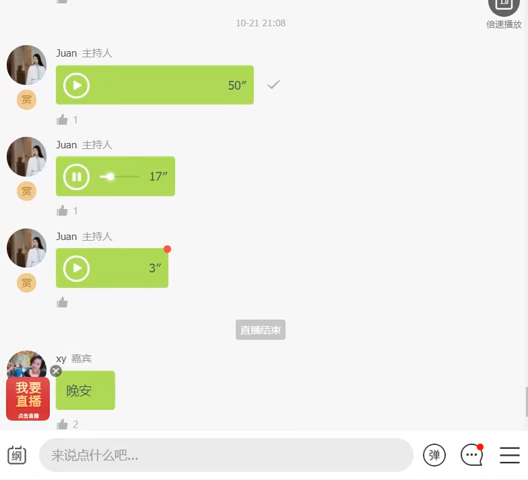 10-21 21:08
倍速播放
Juan 主持人
50″
赏
1
Juan 主持人
17″
赏
1
Juan 主持人
3″
赏
直播结束
xy 嘉宾
晚安
我要
直播
点击直播
2
纲
来说点什么吧...
弹